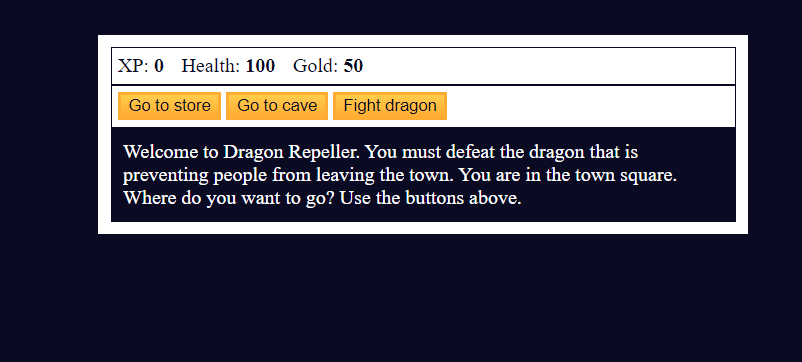 XP: 0 Health: 100 Gold: 50
Go to store Go to cave Fight dragon
Welcome to Dragon Repeller. You must defeat the dragon that is
preventing people from leaving the town. You are in the town square.
Where do you want to go? Use the buttons above.